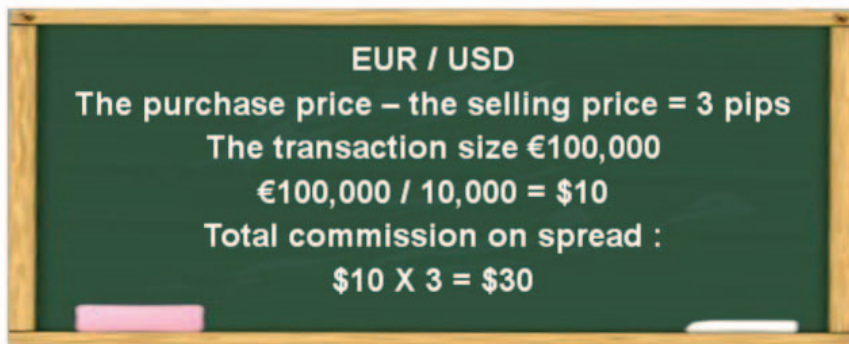 EUR / USD
The purchase price – the selling price = 3 pips
The transaction size €100,000
€100,000 / 10,000 = $10
Total commission on spread :
$10 X 3 = $30